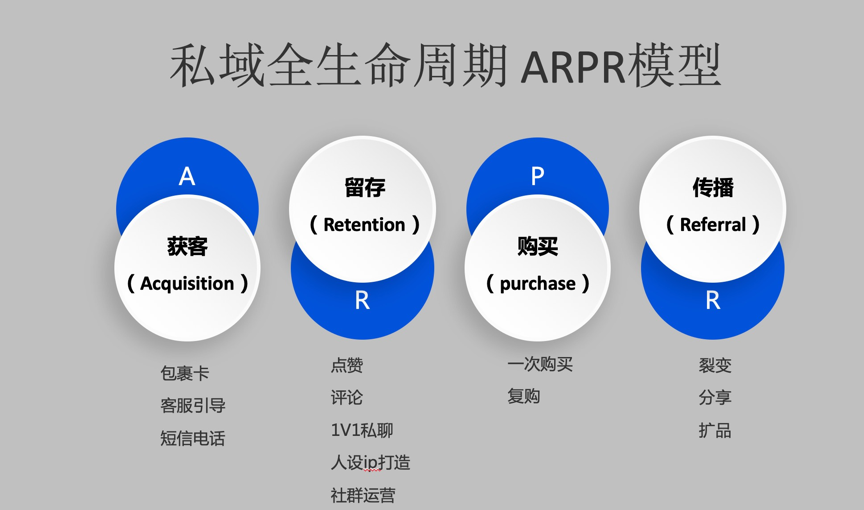 私域全生命周期 ARPR模型
A
获客
（Acquisition）
包裹卡
客服引导
短信电话
留存
（Retention）
R
点赞
评论
1V1私聊
人设ip打造
社群运营
P
购买
（purchase）
一次购买
复购
传播
（Referral）
R
裂变
分享
扩品